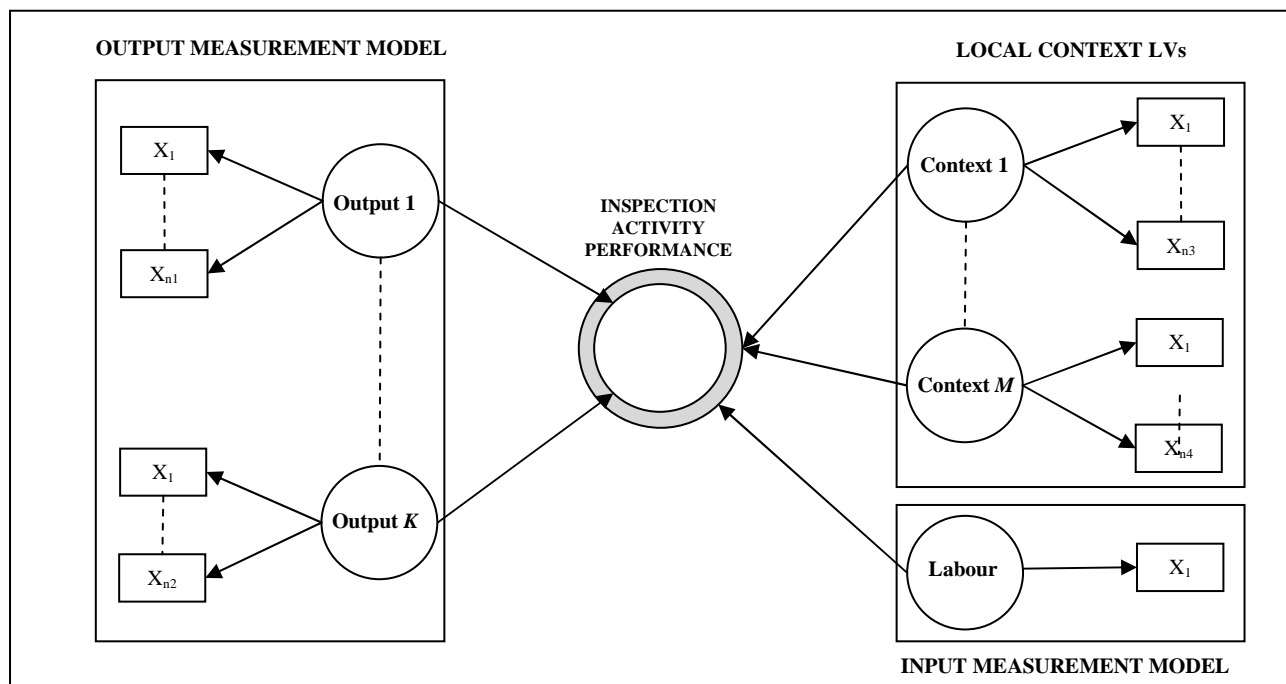 OUTPUT MEASUREMENT MODEL
X1
Output 1
Xn1
X1
Output K
Xn2
INSPECTION
ACTIVITY
PERFORMANCE
LOCAL CONTEXT LVs
Context 1
X1
Xn3
Context M
X1
Xn4
Labour
X1
INPUT MEASUREMENT MODEL